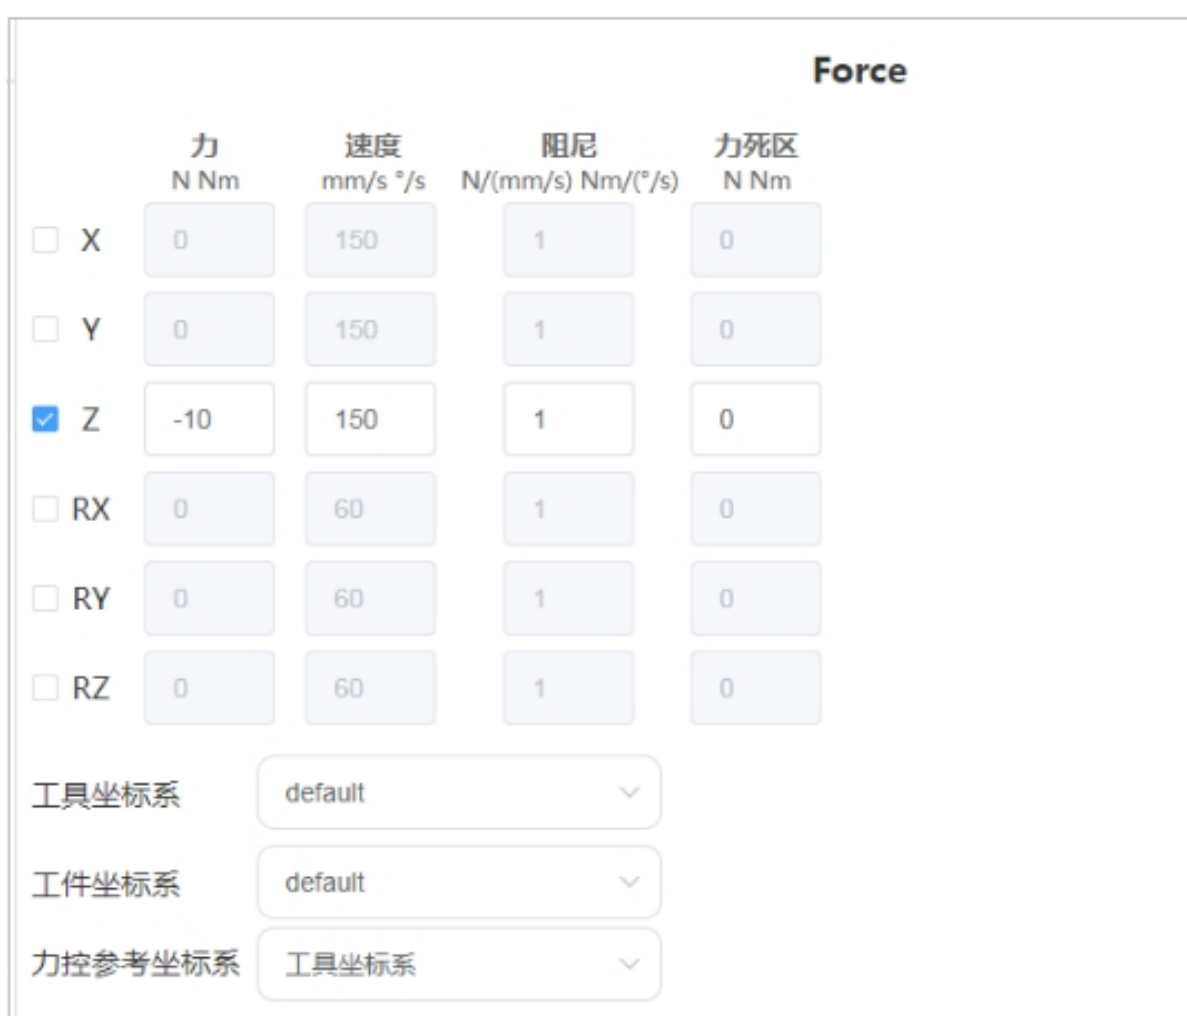 Force
力 速度 阻尼 力死区
N Nm mm/s °/s N/(mm/s) Nm/(°/s) N Nm
X 0 150 1 0
Y 0 150 1 0
Z -10 150 1 0
RX 0 60 1 0
RY 0 60 1 0
RZ 0 60 1 0
工具坐标系 default
工件坐标系 default
力控参考坐标系 工具坐标系